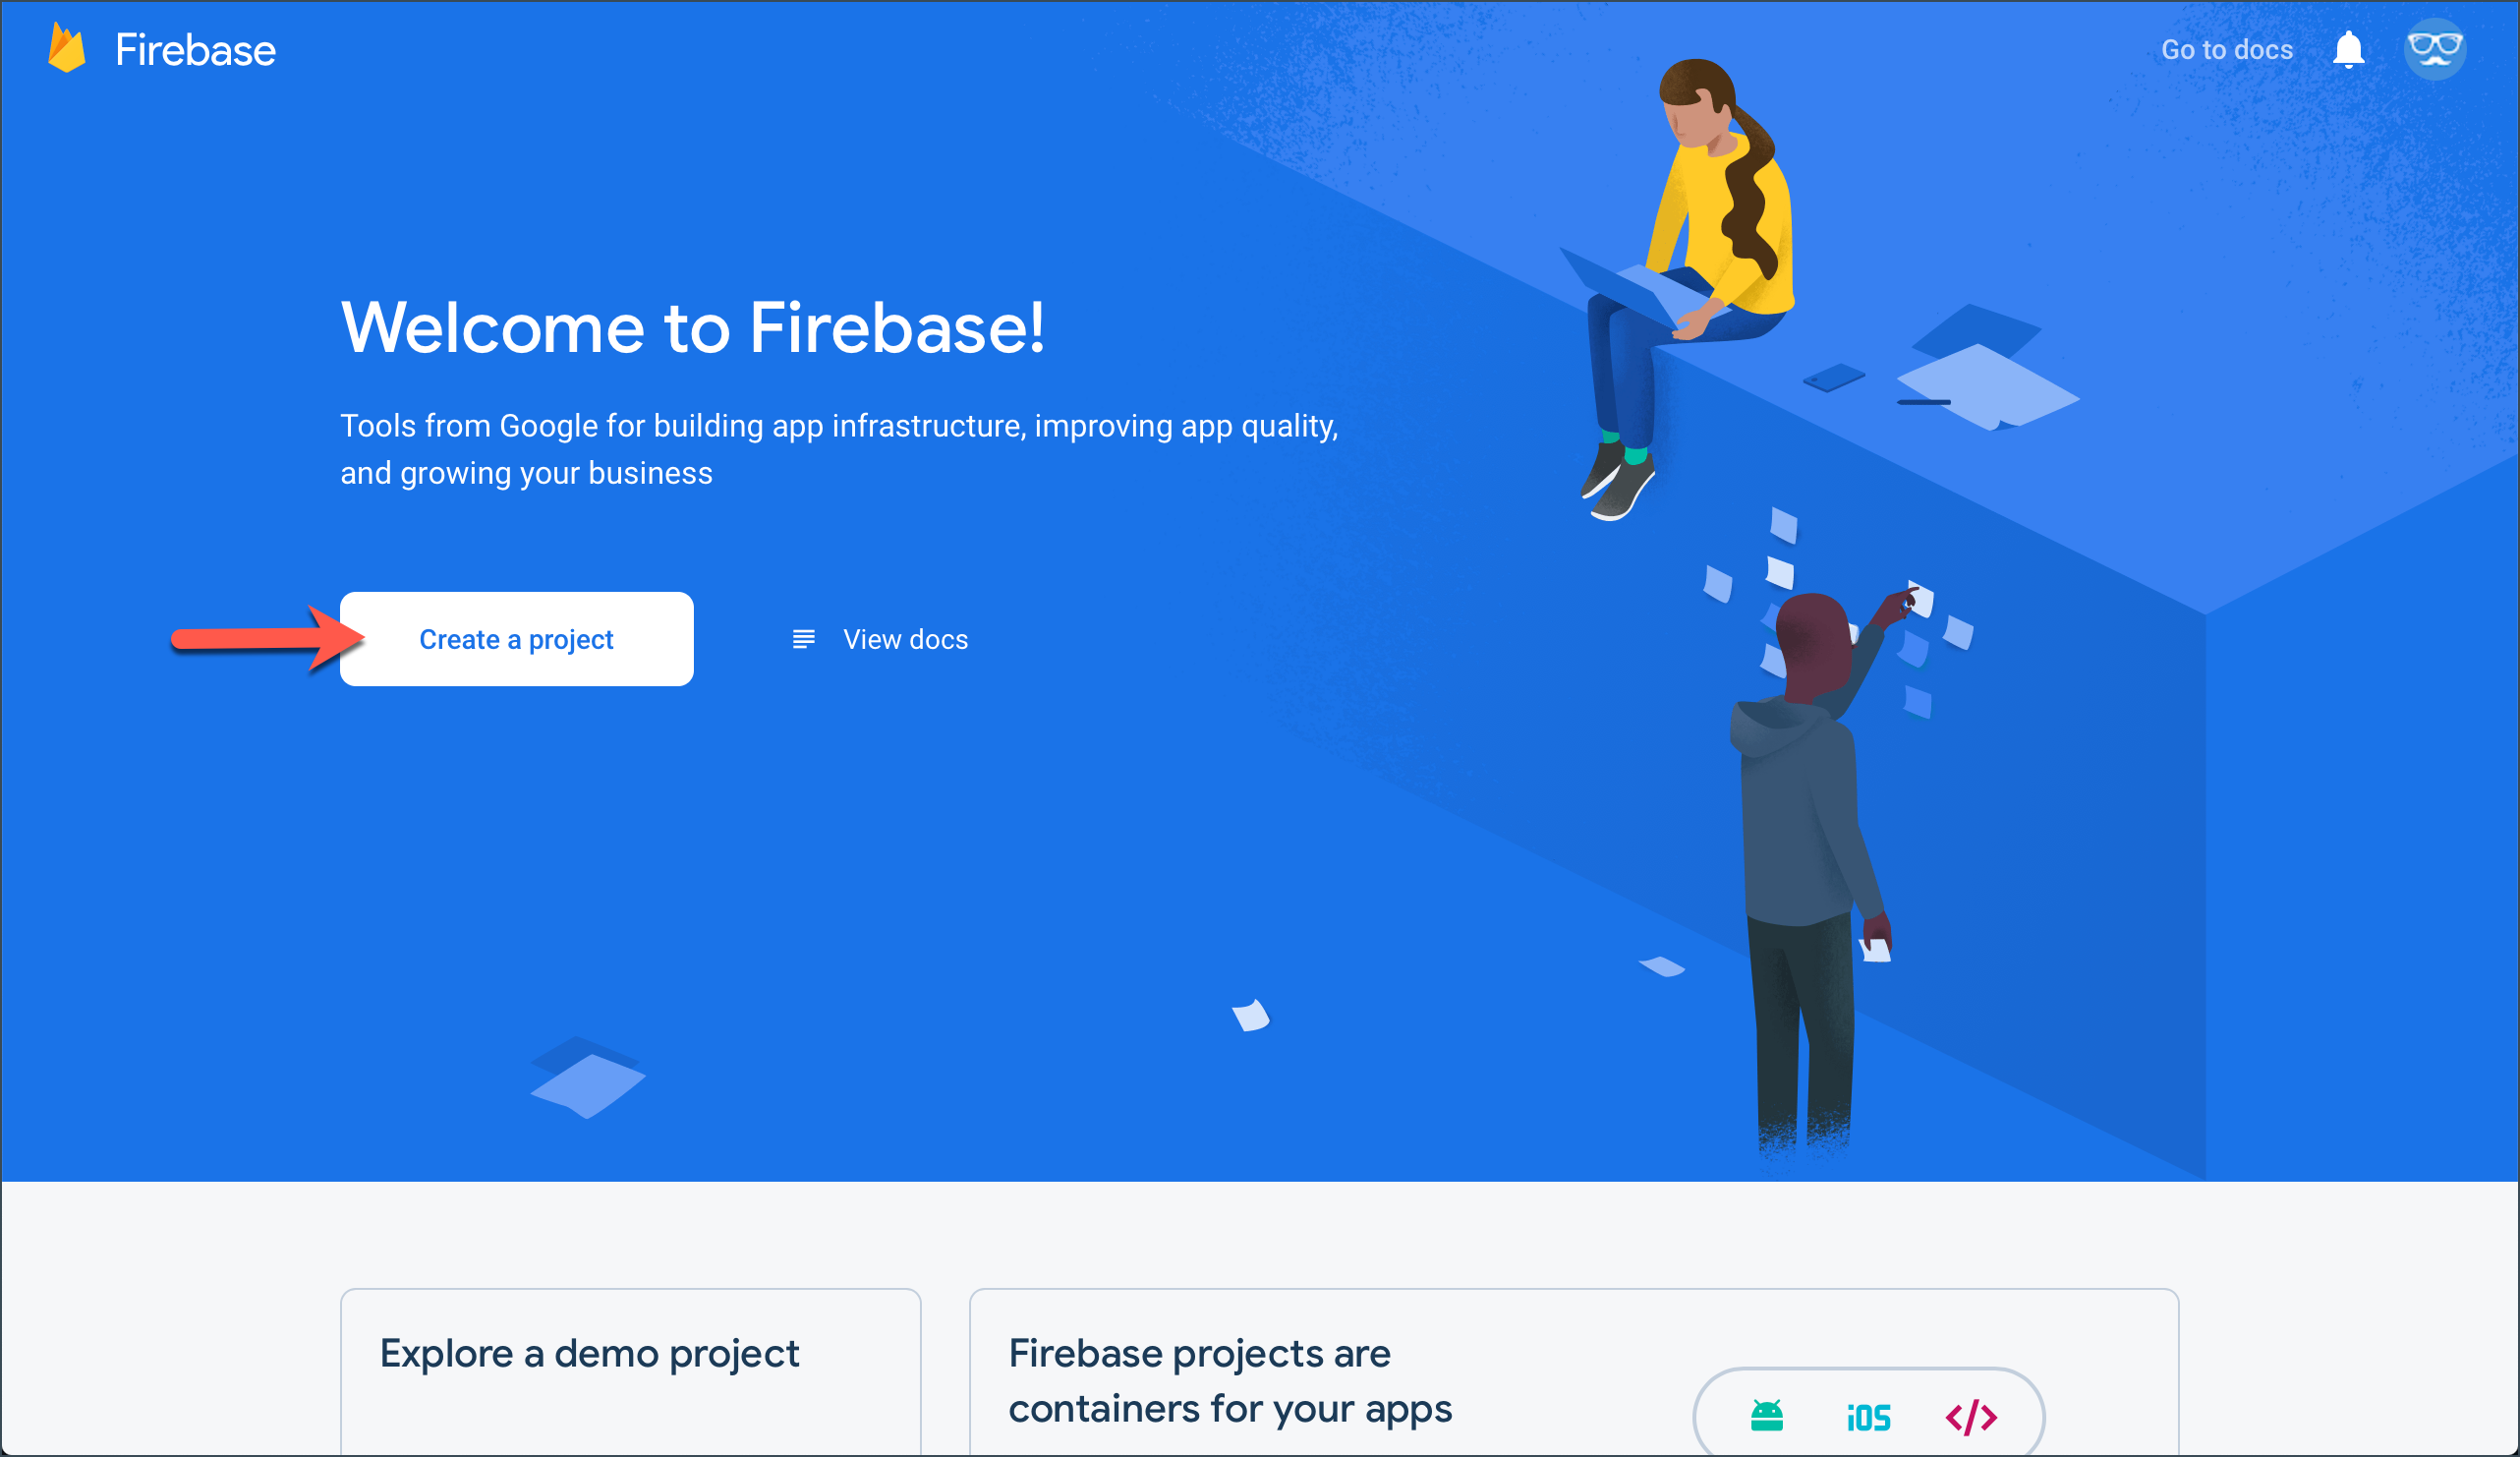 Firebase
Go to docs
Welcome to Firebase!
Tools from Google for building app infrastructure, improving app quality,
and growing your business
Create a project
View docs
Explore a demo project
Firebase projects are
containers for your apps
iOS